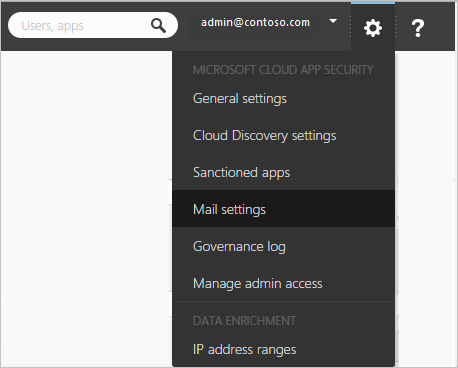 Users, apps
admin@contoso.com
?
MICROSOFT CLOUD APP SECURITY
General settings
Cloud Discovery settings
Sanctioned apps
Mail settings
Governance log
Manage admin access
DATA ENRICHMENT
IP address ranges